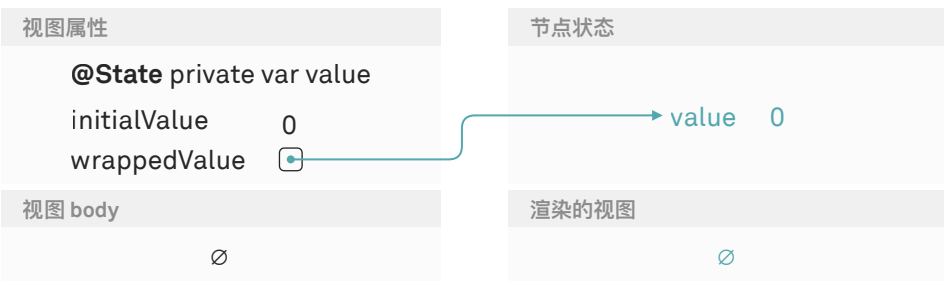 视图属性
@State private var value
initialValue 0
wrappedValue
节点状态
value 0
视图 body
∅
渲染的视图
∅